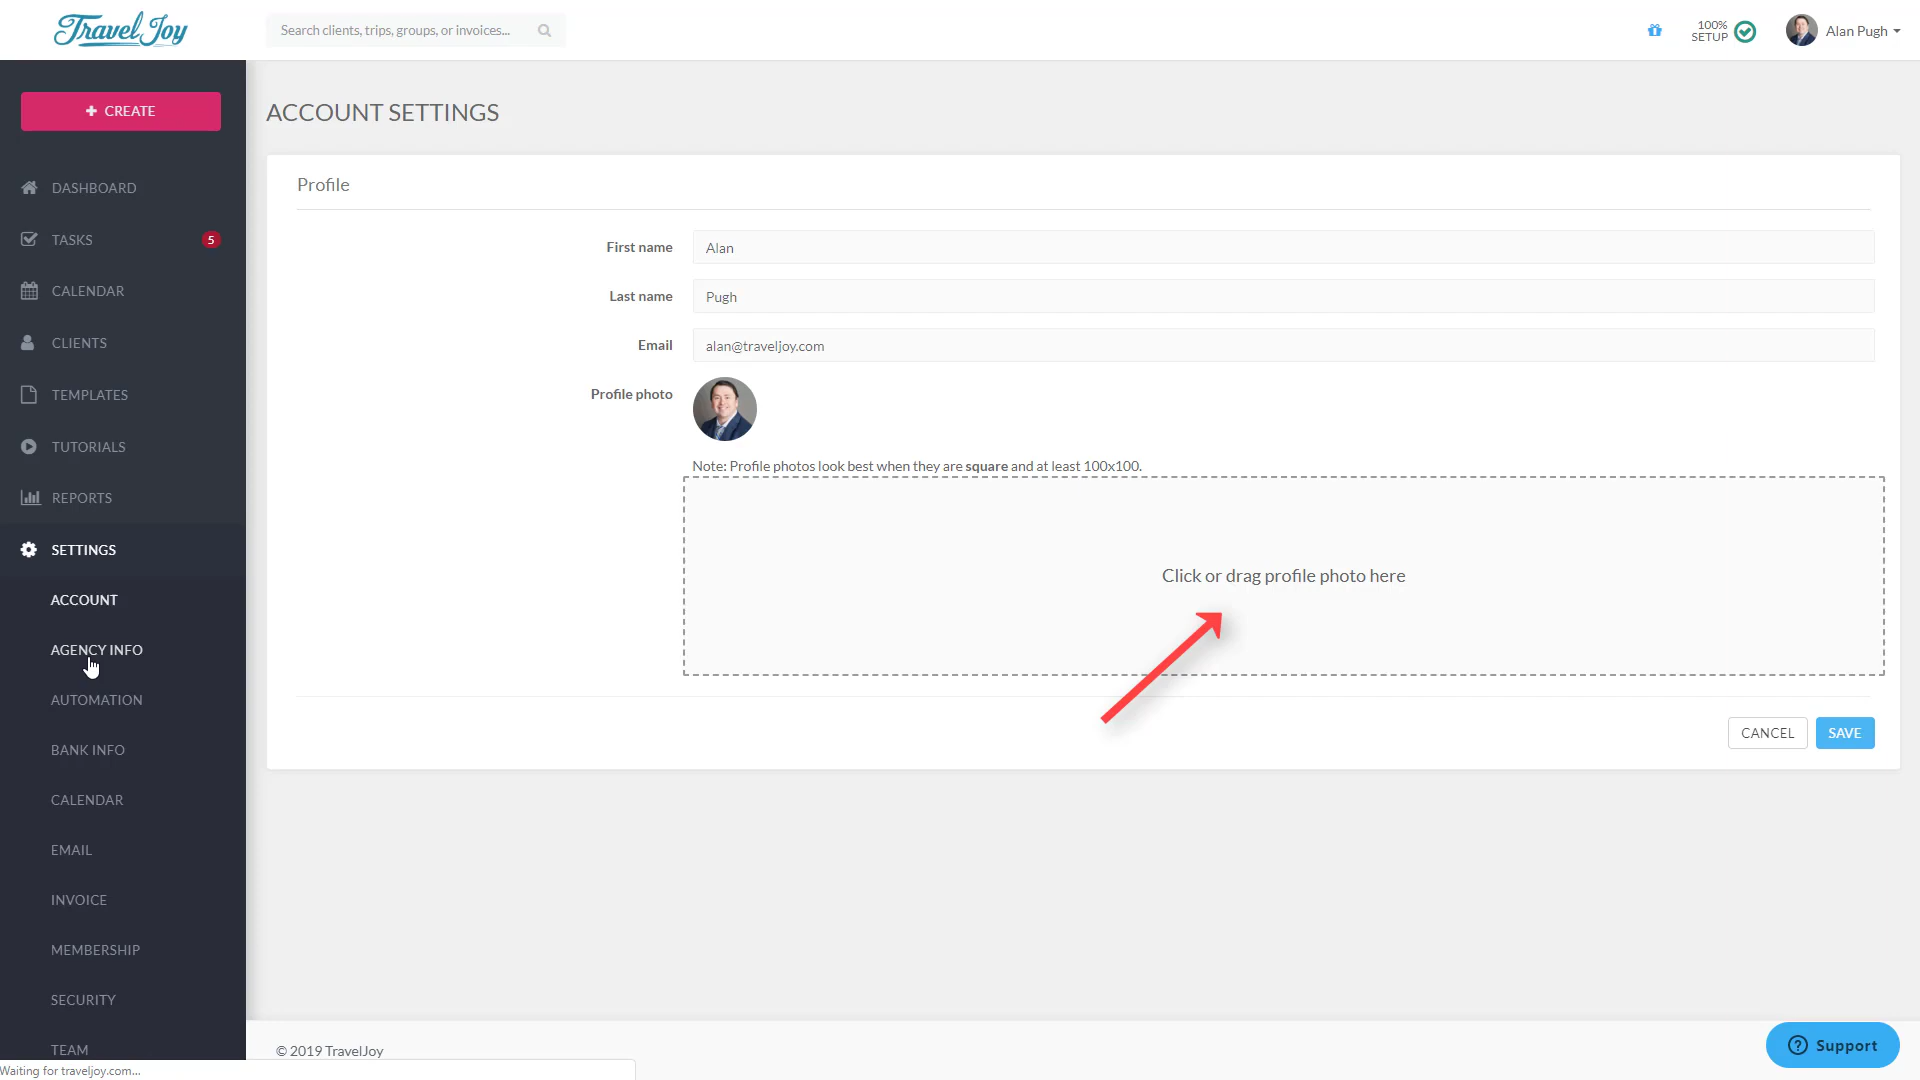 Travel Joy
Search clients, trips, groups, or invoices...
100%
SETUP
Alan Pugh
CREATE
DASHBOARD
TASKS
5
CALENDAR
CLIENTS
TEMPLATES
TUTORIALS
REPORTS
SETTINGS
ACCOUNT
AGENCY INFO
AUTOMATION
BANK INFO
CALENDAR
EMAIL
INVOICE
MEMBERSHIP
SECURITY
TEAM
ACCOUNT SETTINGS
Profile
First name
Alan
Last name
Pugh
Email
alan@traveljoy.com
Profile photo
Note: Profile photos look best when they are square and at least 100x100.
Click or drag profile photo here
CANCEL
SAVE
© 2019 TravelJoy
Support
Waiting for traveljoy.com...